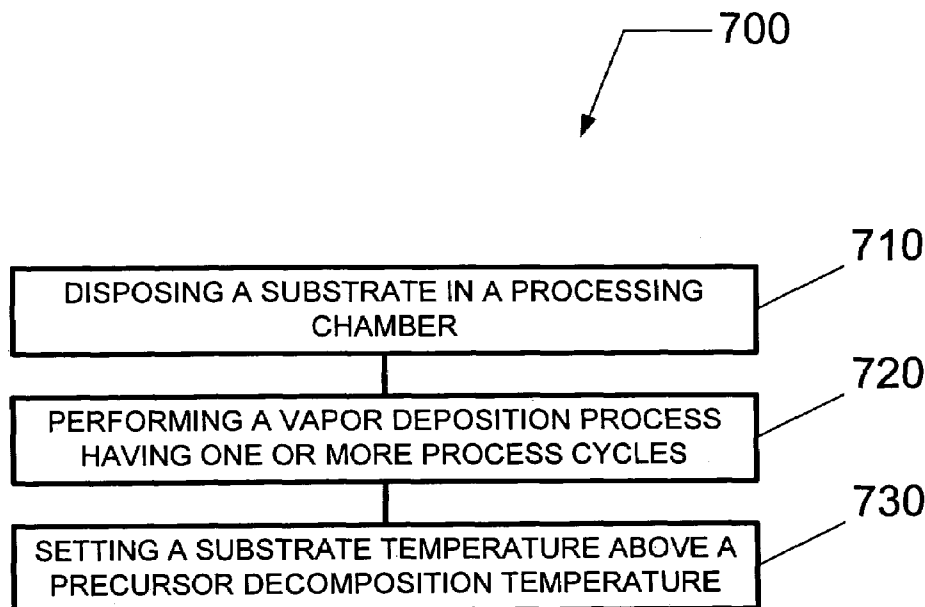 700
710
DISPOSING A SUBSTRATE IN A PROCESSING
CHAMBER
720
PERFORMING A VAPOR DEPOSITION PROCESS
HAVING ONE OR MORE PROCESS CYCLES
730
SETTING A SUBSTRATE TEMPERATURE ABOVE A
PRECURSOR DECOMPOSITION TEMPERATURE